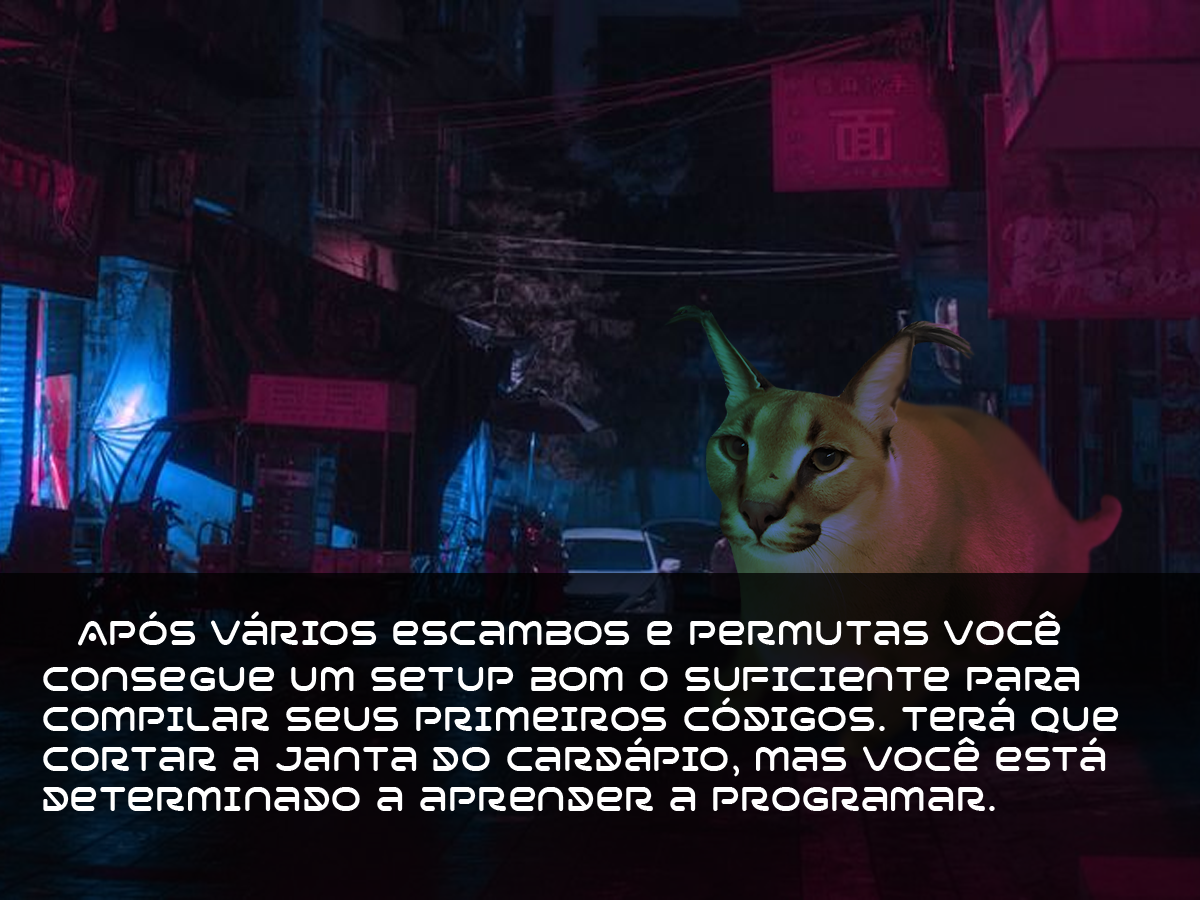 面
Após vários escambos e permutas você
consegue um setup bom o suficiente para
compilar seus primeiros códigos. Terá que
cortar a janta do cardápio, mas você está
determinado a aprender a programar.